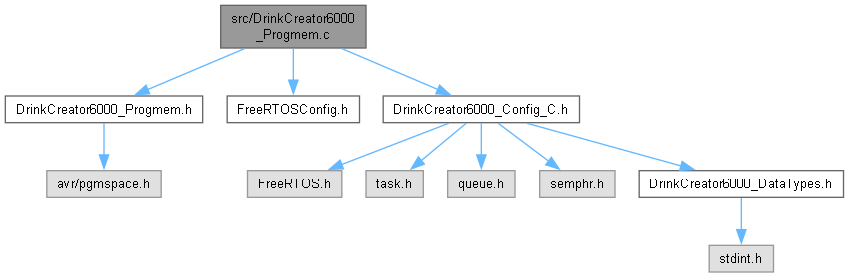 src/DrinkCreator6000
_Progmem.c
DrinkCreator6000_Progmem.h
FreeRTOSConfig.h
DrinkCreator6000_Config_C.h
avr/pgmspace.h
FreeRTOS.h
task.h
queue.h
semphr.h
DrinkCreator6000_DataTypes.h
stdint.h